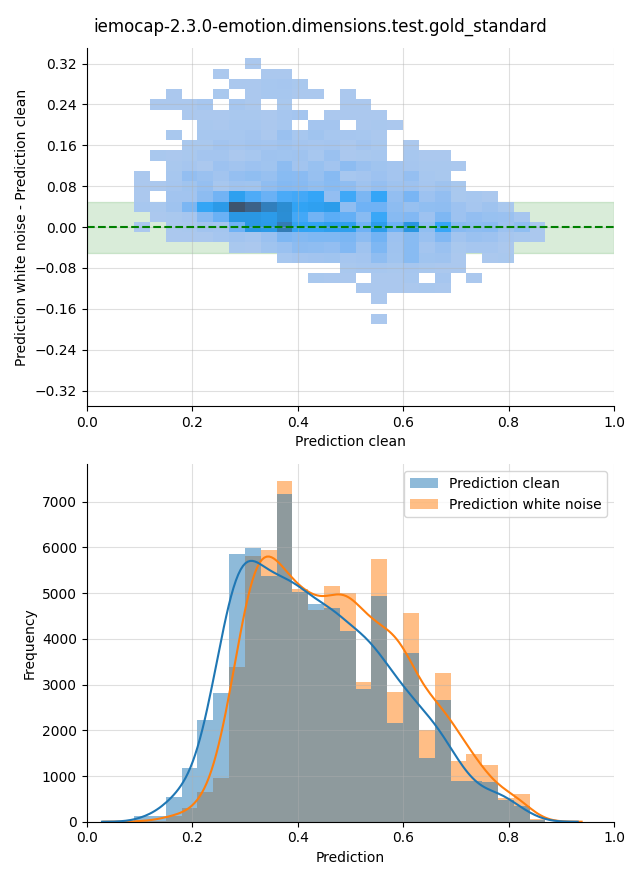 iemocap-2.3.0-emotion.dimensions.test.gold_standard
0.32
0.24
0.16
0.08
0.00
−0.08
−0.16
−0.24
−0.32
Prediction white noise - Prediction clean
0.0 0.2 0.4 0.6 0.8 1.0
Prediction clean
Prediction clean
Prediction white noise
7000
6000
5000
4000
3000
2000
1000
0
Frequency
0.0 0.2 0.4 0.6 0.8 1.0
Prediction